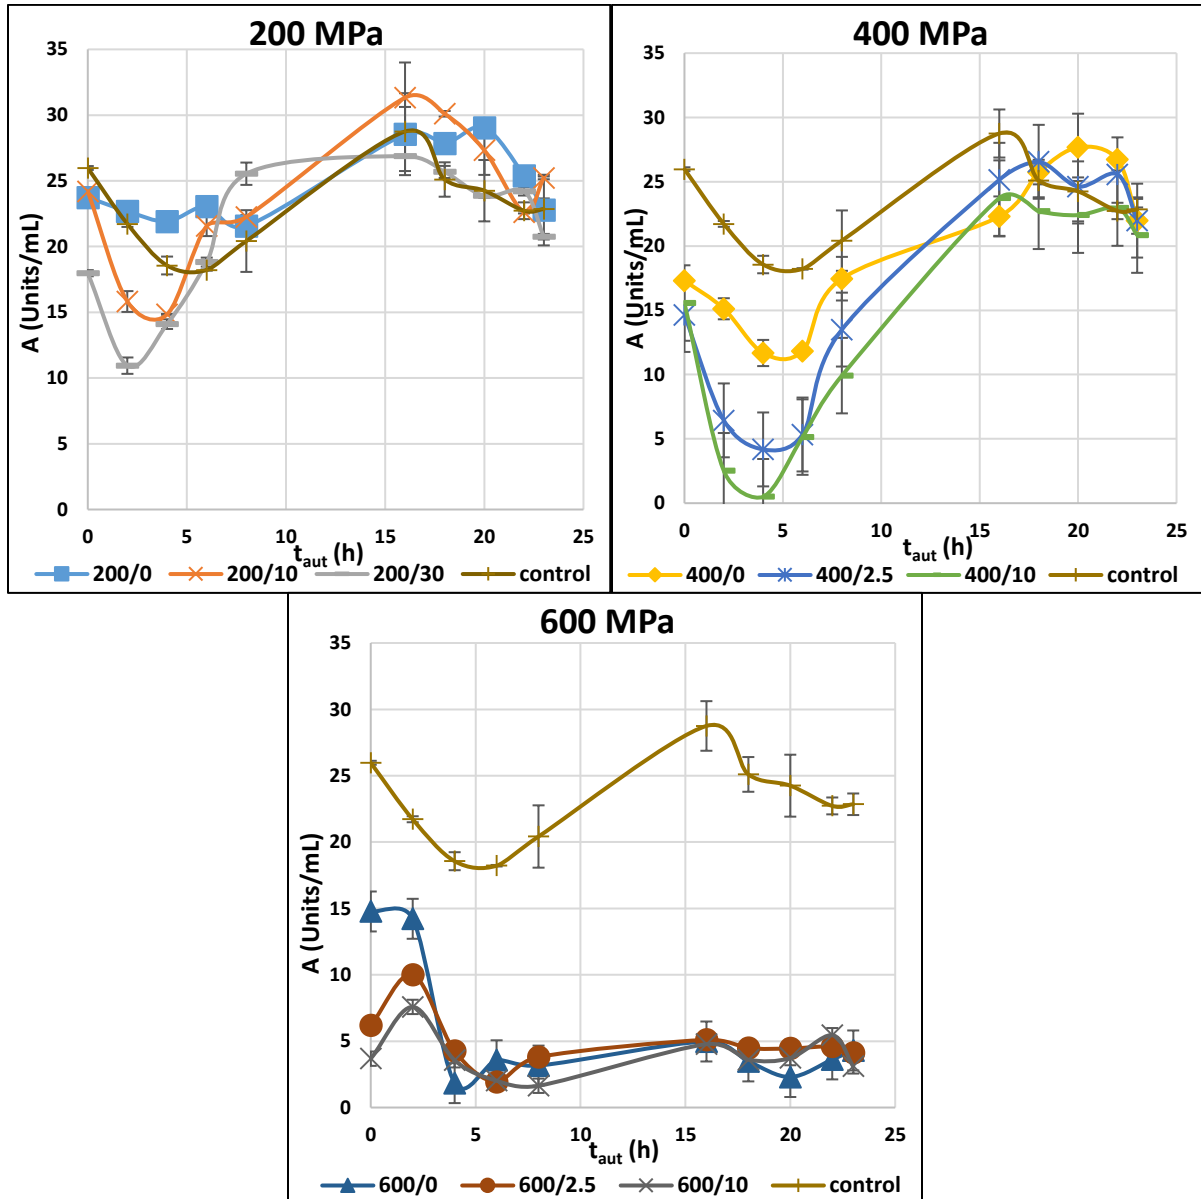 200 MPa
35
30
25
20
15
10
5
0
A (Units/mL)
0 5 10 15 20 25
taut (h)
200/0 200/10 200/30 control
400 MPa
35
30
25
20
15
10
5
0
A (Units/mL)
0 5 10 15 20 25
taut (h)
400/0 400/2.5 400/10 control
600 MPa
35
30
25
20
15
10
5
0
A (Units/mL)
0 5 10 15 20 25
taut (h)
600/0 600/2.5 600/10 control